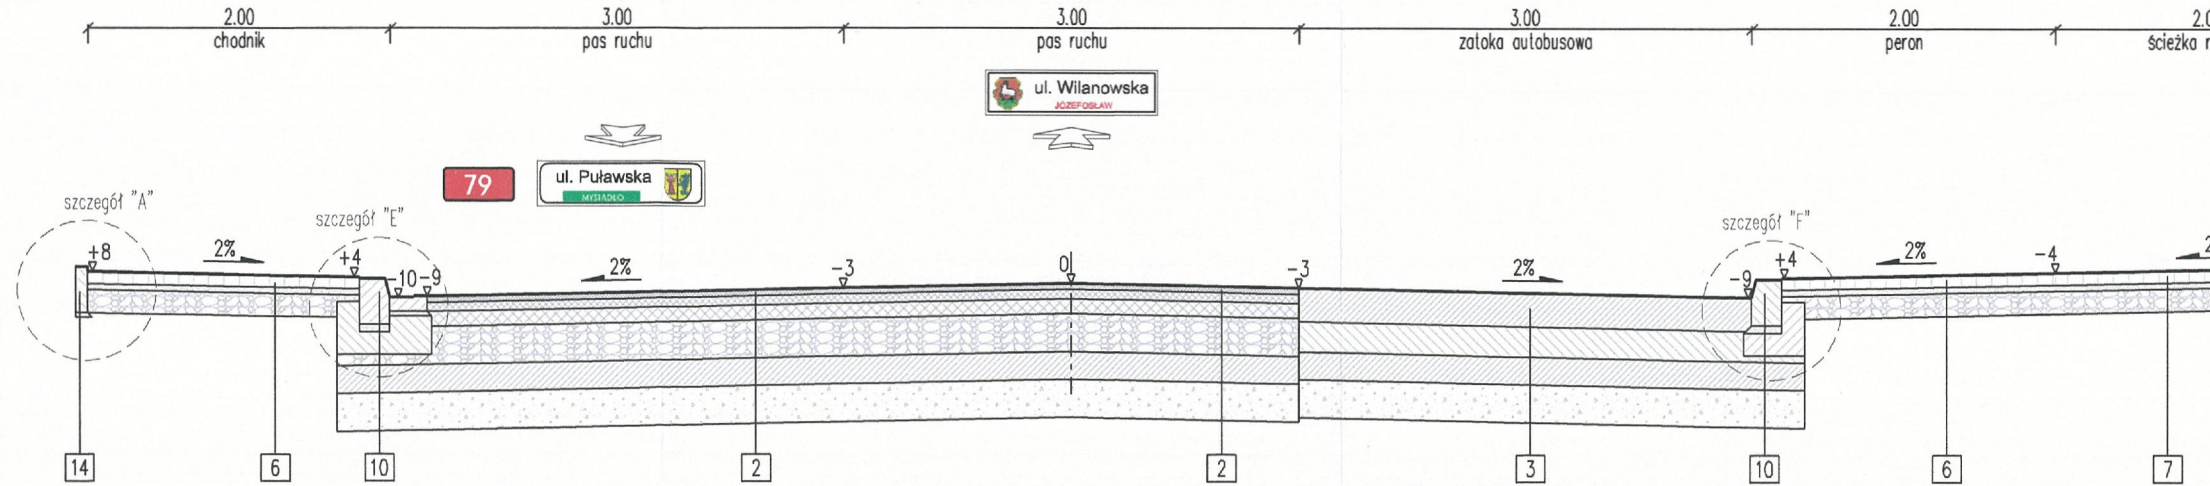 2.00 3.00 3.00 3.00 2.00
chodnik pas ruchu pas ruchu zatoka autobusowa peron ścieżka
ul. Wilanowska
JÓZEFOSŁAW
79 ul. Puławska
MYSIADŁO
szczegół "A" szczegół "E" szczegół "F"
+8 2% +4 -10 -9 2% -3 0 -3 2% -9 +4 2% -4
14 6 10 2 2 3 10 6 7